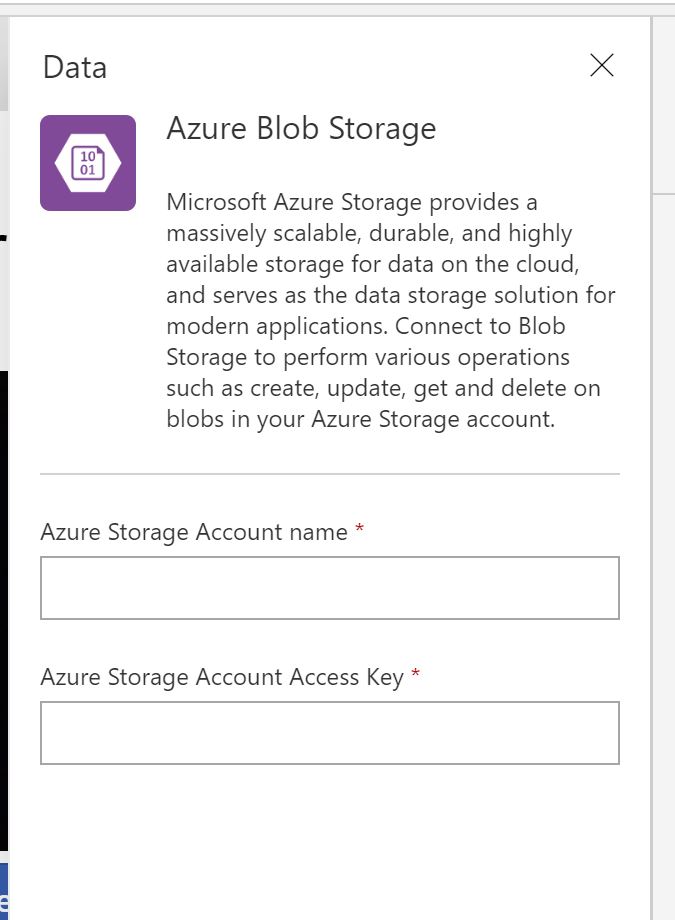 Data
Azure Blob Storage
10
01
Microsoft Azure Storage provides a
massively scalable, durable, and highly
available storage for data on the cloud,
and serves as the data storage solution for
modern applications. Connect to Blob
Storage to perform various operations
such as create, update, get and delete on
blobs in your Azure Storage account.
Azure Storage Account name *
Azure Storage Account Access Key *